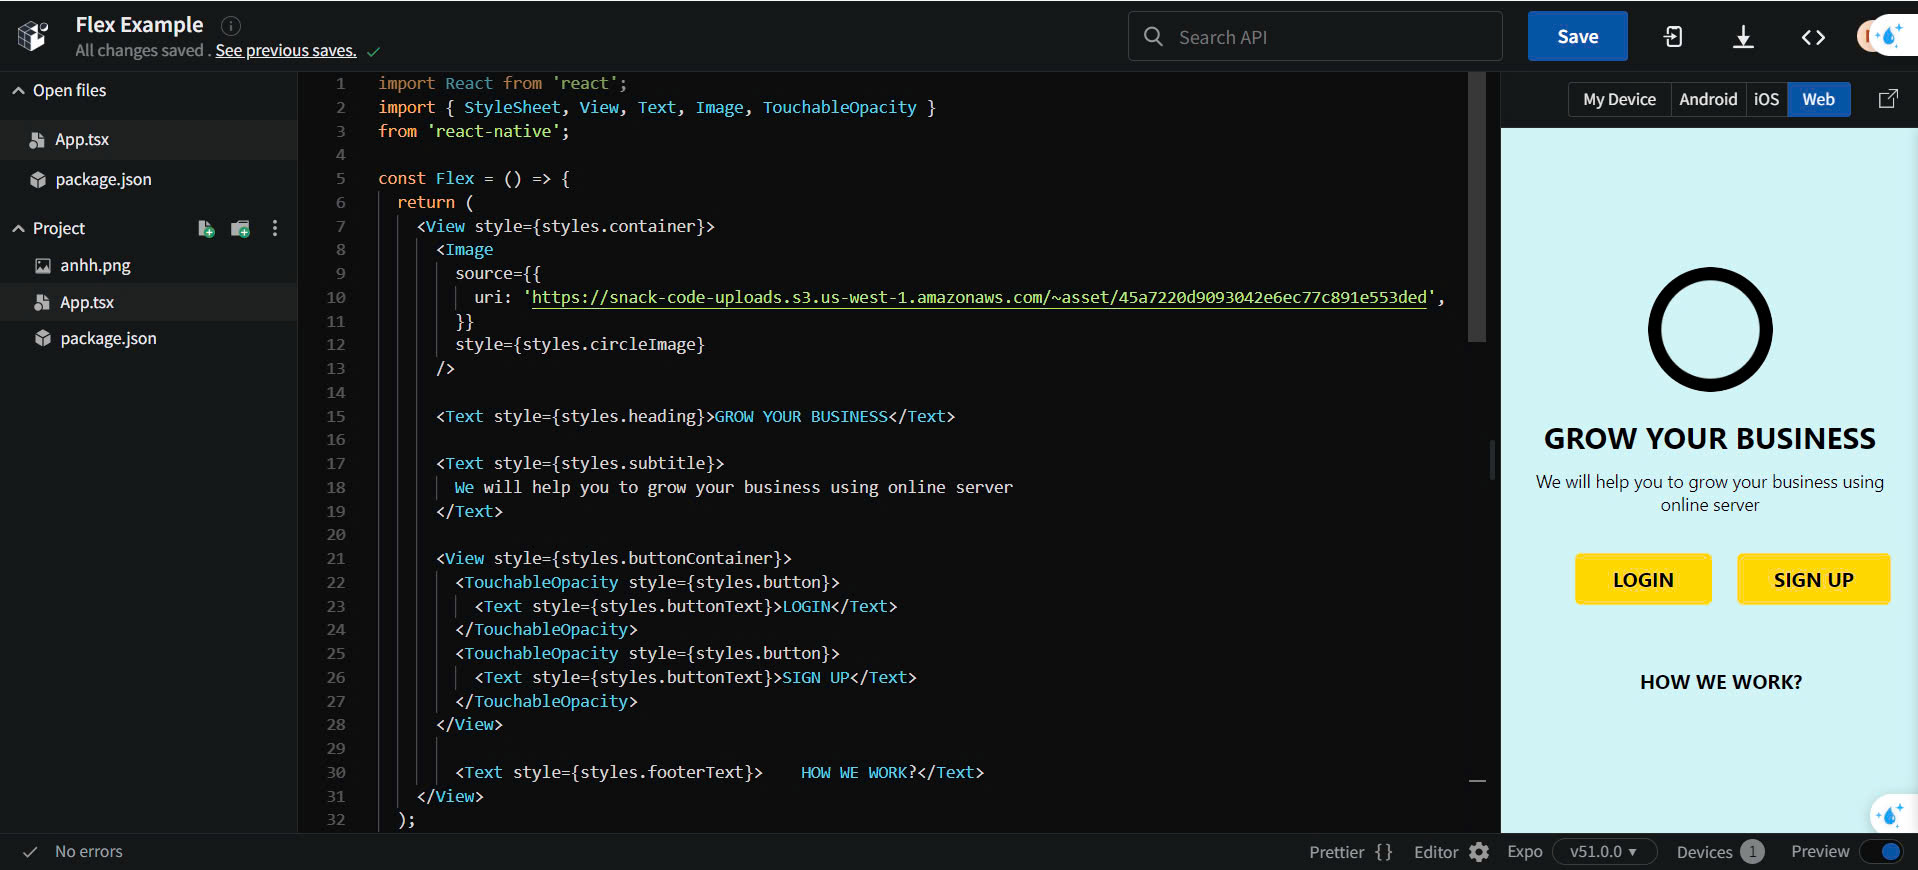 Flex Example
All changes saved. See previous saves.
Search API
Save
Open files
App.tsx
package.json
Project
anhh.png
App.tsx
package.json
1 import React from 'react';
2 import { StyleSheet, View, Text, Image, TouchableOpacity }
3 from 'react-native';
4
5 const Flex = () => {
6 return (
7 <View style={styles.container}>
8 <Image
9 source={{
10 uri: 'https://snack-code-uploads.s3.us-west-1.amazonaws.com/~asset/45a7220d9093042e6ec77c891e553ded',
11 }}
12 style={styles.circleImage}
13 />
14
15 <Text style={styles.heading}>GROW YOUR BUSINESS</Text>
16
17 <Text style={styles.subtitle}>
18 We will help you to grow your business using online server
19 </Text>
20
21 <View style={styles.buttonContainer}>
22 <TouchableOpacity style={styles.button}>
23 <Text style={styles.buttonText}>LOGIN</Text>
24 </TouchableOpacity>
25 <TouchableOpacity style={styles.button}>
26 <Text style={styles.buttonText}>SIGN UP</Text>
27 </TouchableOpacity>
28 </View>
29
30 <Text style={styles.footerText}> HOW WE WORK?</Text>
31 </View>
32 );
My Device Android iOS Web
GROW YOUR BUSINESS
We will help you to grow your business using
online server
LOGIN SIGN UP
HOW WE WORK?
No errors
Prettier {} Editor Expo v51.0.0 Devices 1 Preview